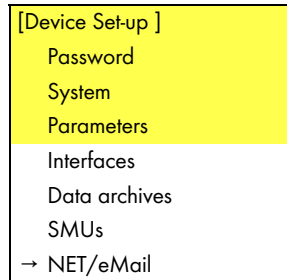 [Device Set-up ]
Password
System
Parameters
Interfaces
Data archives
SMUs
→ NET/eMail